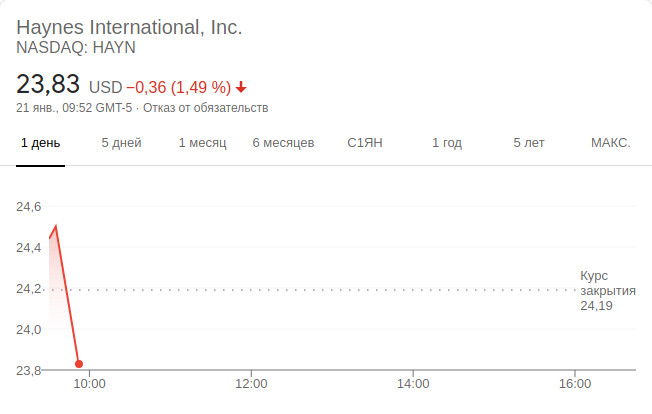 Haynes International, Inc.
NASDAQ: HAYN
23,83 USD −0,36 (1,49 %)
21 янв., 09:52 GMT-5 · Отказ от обязательств
1 день 5 дней 1 месяц 6 месяцев С1ЯН 1 год 5 лет МАКС.
24,6
24,4
24,2
24,0
23,8
Курс
закрытия
24,19
10:00 12:00 14:00 16:00